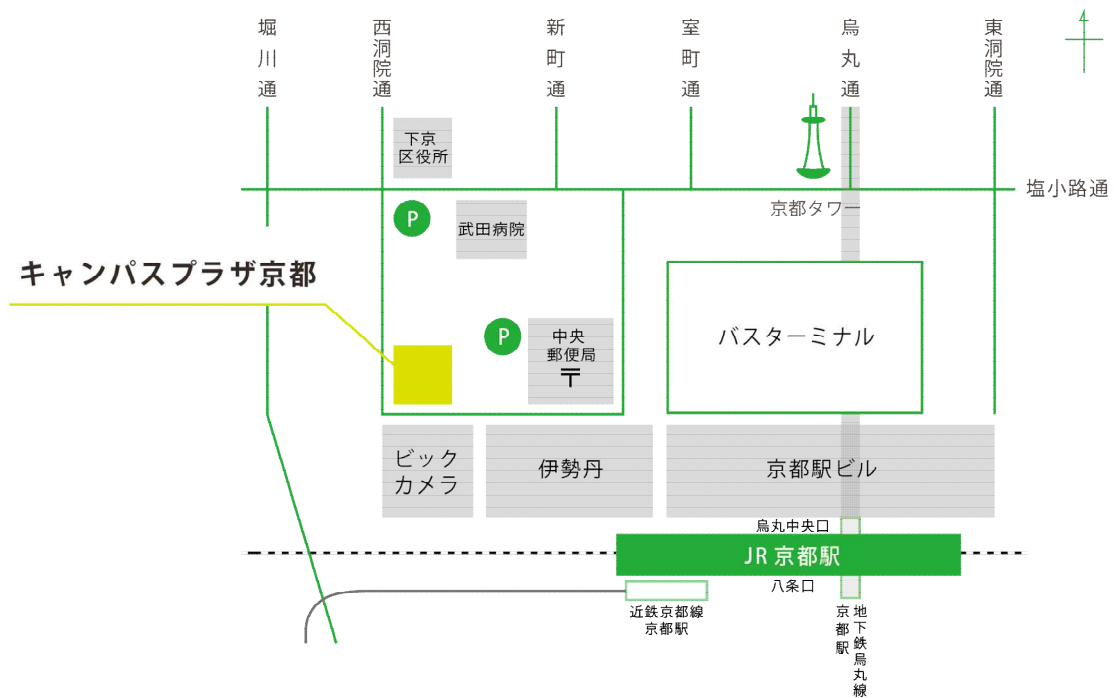 堀川通
西洞院通
新町通
室町通
烏丸通
東洞院通
下京
区役所
塩小路通
P
武田病院
京都タワー
キャンパスプラザ京都
P
中央
郵便局
〒
バスターミナル
ビック
カメラ
伊勢丹
京都駅ビル
烏丸中央口
JR 京都駅
八条口
近鉄京都線
京都駅
地下鉄烏丸線
京都駅